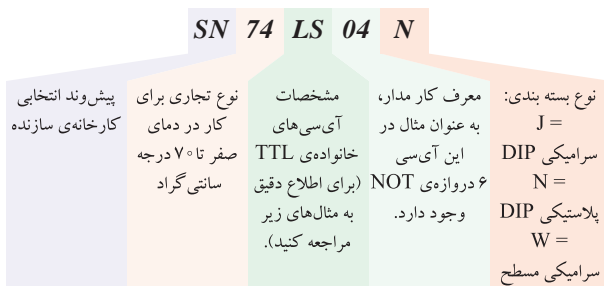 SN 74 LS 04 N
پیش‌وند انتخابی
کارخانه‌ی سازنده
نوع تجاری برای
کار در دمای
صفر تا ۷۰ درجه
سانتی‌گراد
مشخصات
آی‌سی‌های
خانواده‌ی TTL
(برای اطلاع دقیق
به مثال‌های زیر
مراجعه کنید).
معرف کار مدار،
به عنوان مثال در
این آی‌سی
۶ دروازه‌ی NOT
وجود دارد.
نوع بسته بندی:
J =
سرامیکی DIP
N =
پلاستیکی DIP
W =
سرامیکی مسطح